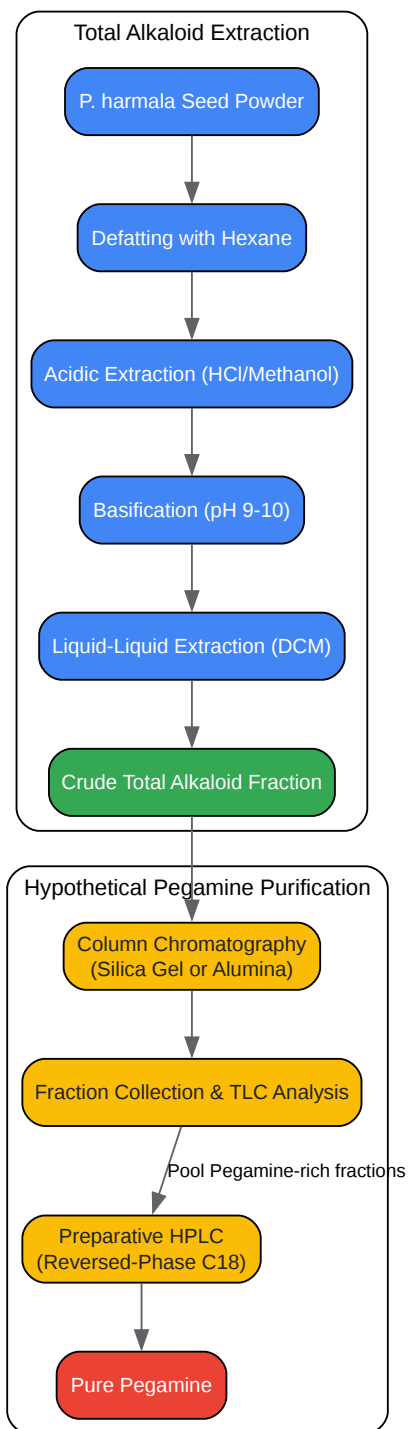 Total Alkaloid Extraction
P. harmala Seed Powder
Defatting with Hexane
Acidic Extraction (HCl/Methanol)
Basification (pH 9-10)
Liquid-Liquid Extraction (DCM)
Crude Total Alkaloid Fraction
Hypothetical Pegamine Purification
Column Chromatography
(Silica Gel or Alumina)
Fraction Collection & TLC Analysis
Pool Pegamine-rich fractions
Preparative HPLC
(Reversed-Phase C18)
Pure Pegamine